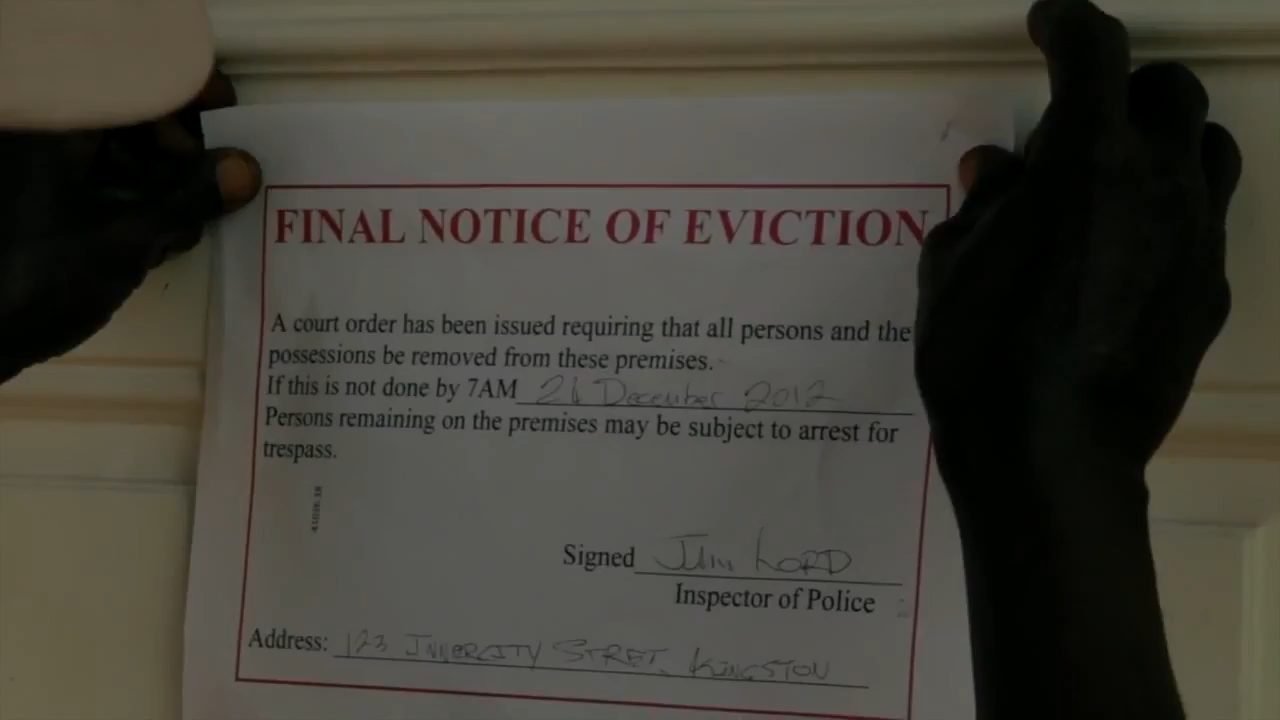 FINAL NOTICE OF EVICTION
A court order has been issued requiring that all persons and the
possessions be removed from these premises.
If this is not done by 7AM 21 December 2012
Persons remaining on the premises may be subject to arrest for
trespass.
Signed Jim LORD
Inspector of Police
Address: 123 INNERCITY STRET, KINGSTON